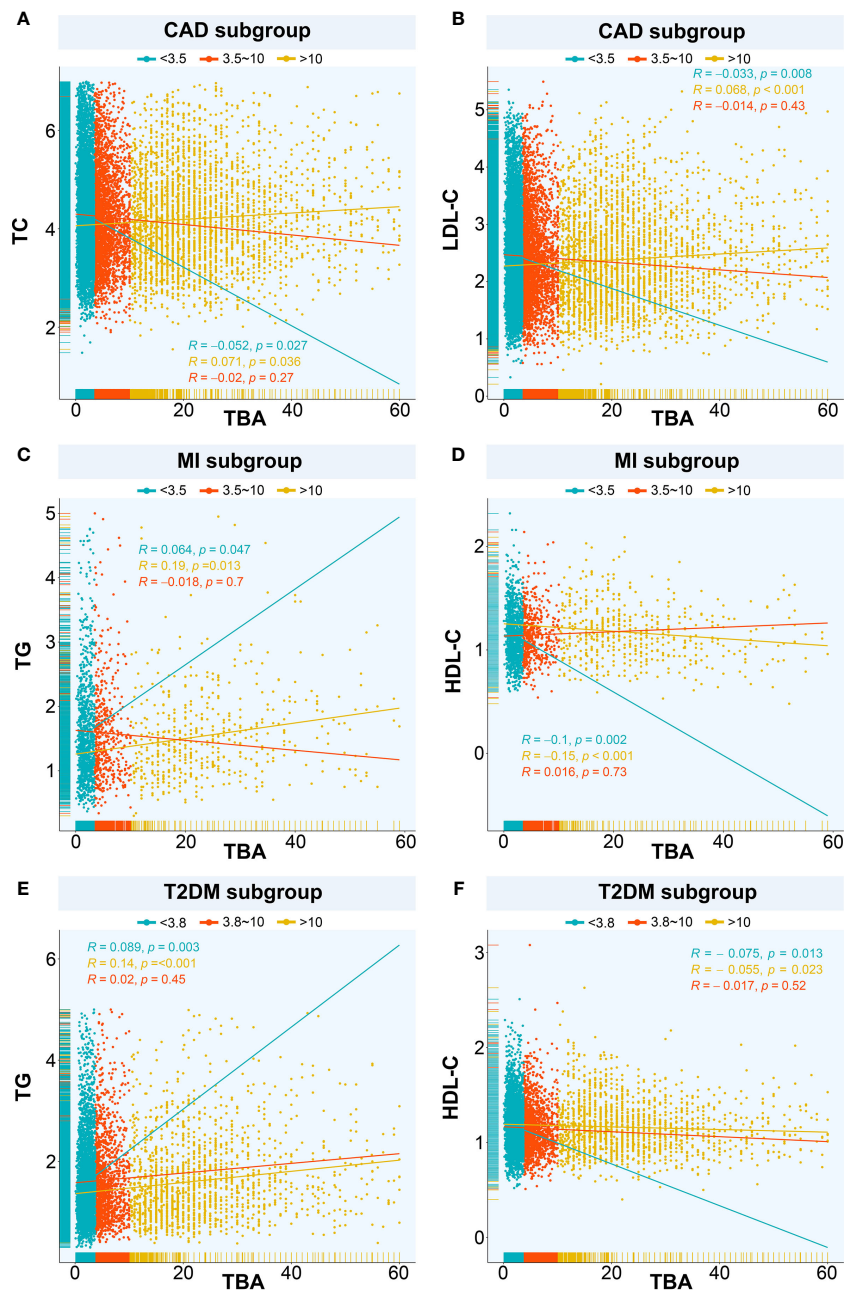 A
CAD subgroup
<3.5 3.5~10 >10
TC
6
4
2
R = −0.052, p = 0.027
R = 0.071, p = 0.036
R = −0.02, p = 0.27
0 20 40 60
TBA
B
CAD subgroup
<3.5 3.5~10 >10
R = −0.033, p = 0.008
R = 0.068, p < 0.001
R = −0.014, p = 0.43
LDL-C
5
4
3
2
1
0
0 20 40 60
TBA
C
MI subgroup
<3.5 3.5~10 >10
TG
5
4
3
2
1
R = 0.064, p = 0.047
R = 0.19, p =0.013
R = −0.018, p = 0.7
0 20 40 60
TBA
D
MI subgroup
<3.5 3.5~10 >10
HDL-C
2
1
0
R = −0.1, p = 0.002
R = −0.15, p < 0.001
R = 0.016, p = 0.73
0 20 40 60
TBA
E
T2DM subgroup
<3.8 3.8~10 >10
R = 0.089, p = 0.003
R = 0.14, p =<0.001
R = 0.02, p = 0.45
TG
6
4
2
0 20 40 60
TBA
F
T2DM subgroup
<3.8 3.8~10 >10
R = − 0.075, p = 0.013
R = − 0.055, p = 0.023
R = − 0.017, p = 0.52
HDL-C
3
2
1
0
0 20 40 60
TBA